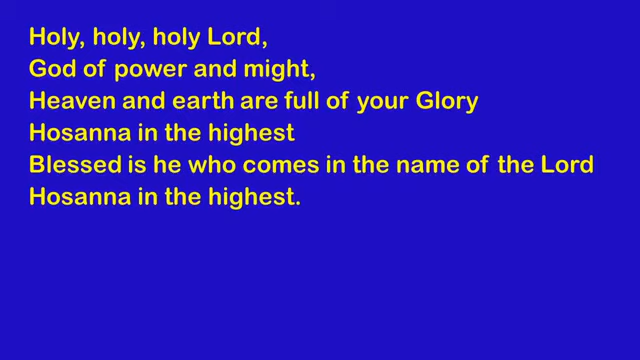 Holy, holy, holy Lord,
God of power and might,
Heaven and earth are full of your Glory
Hosanna in the highest
Blessed is he who comes in the name of the Lord
Hosanna in the highest.